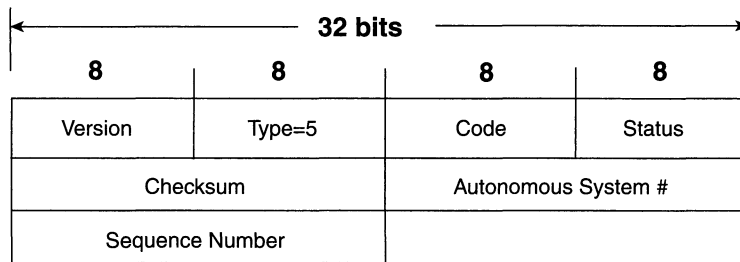 32 bits
8 8 8 8
Version Type=5 Code Status
Checksum Autonomous System #
Sequence Number